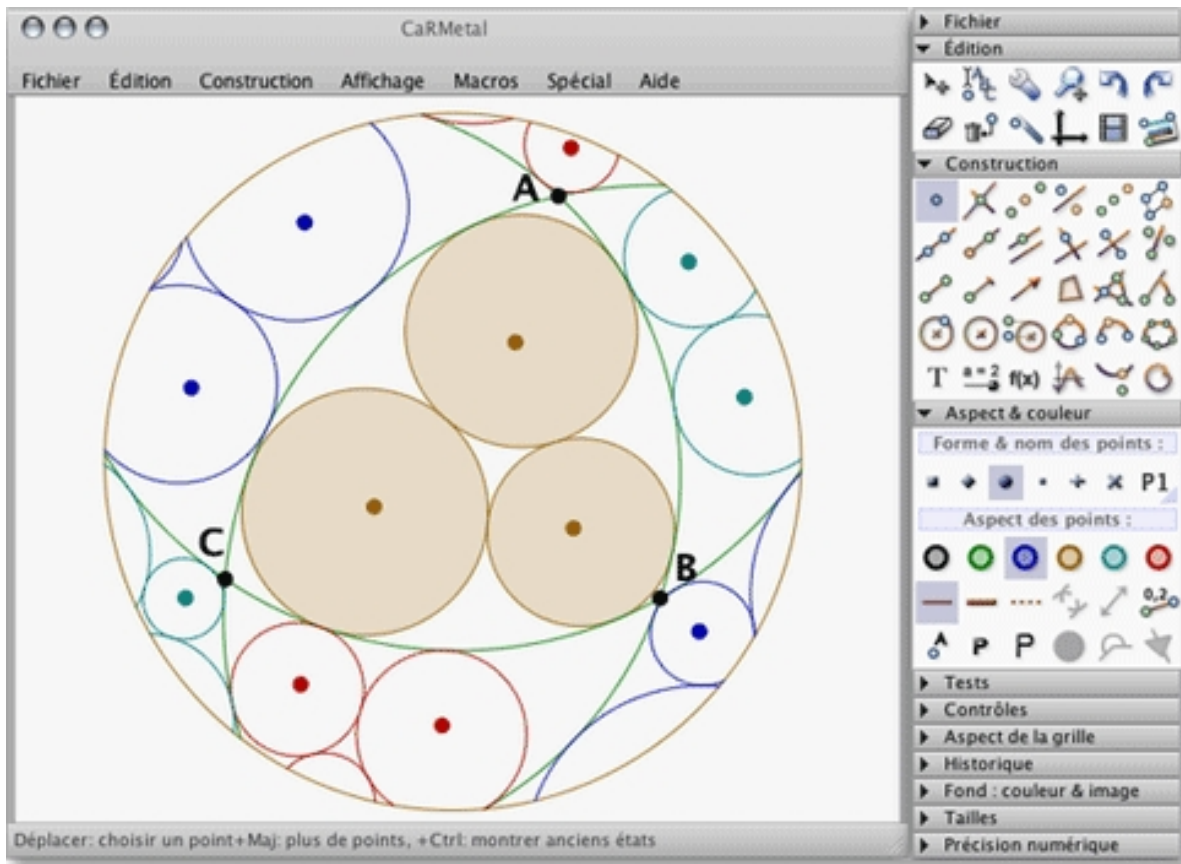 CaRMetal
Fichier Édition Construction Affichage Macros Spécial Aide
A
C
B
Déplacer: choisir un point+Maj: plus de points, +Ctrl: montrer anciens états
Fichier
Édition
Construction
T a=2 f(x)
Aspect & couleur
Forme & nom des points :
P1
Aspect des points :
0,2
A P P
Tests
Contrôles
Aspect de la grille
Historique
Fond : couleur & image
Tailles
Précision numérique